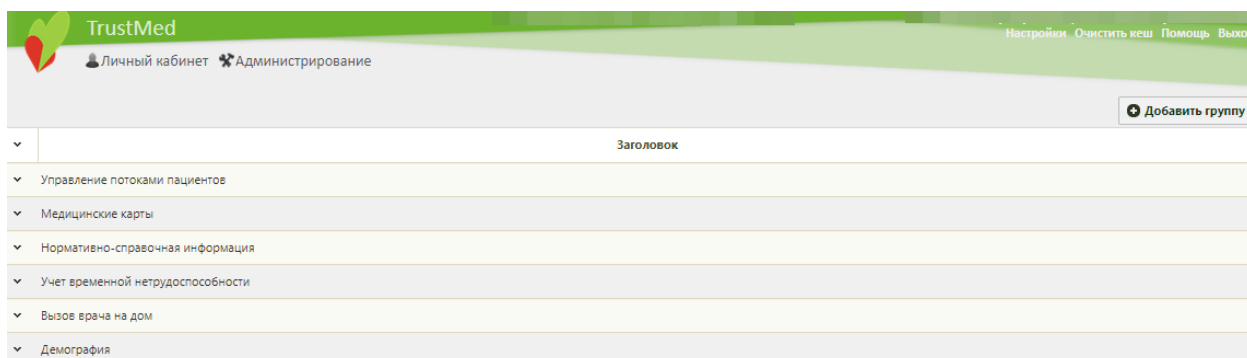 TrustMed
Настройки Очистить кеш Помощь Выхо
Личный кабинет Администрирование
Добавить группу
Заголовок
Управление потоками пациентов
Медицинские карты
Нормативно-справочная информация
Учет временной нетрудоспособности
Вызов врача на дом
Демография